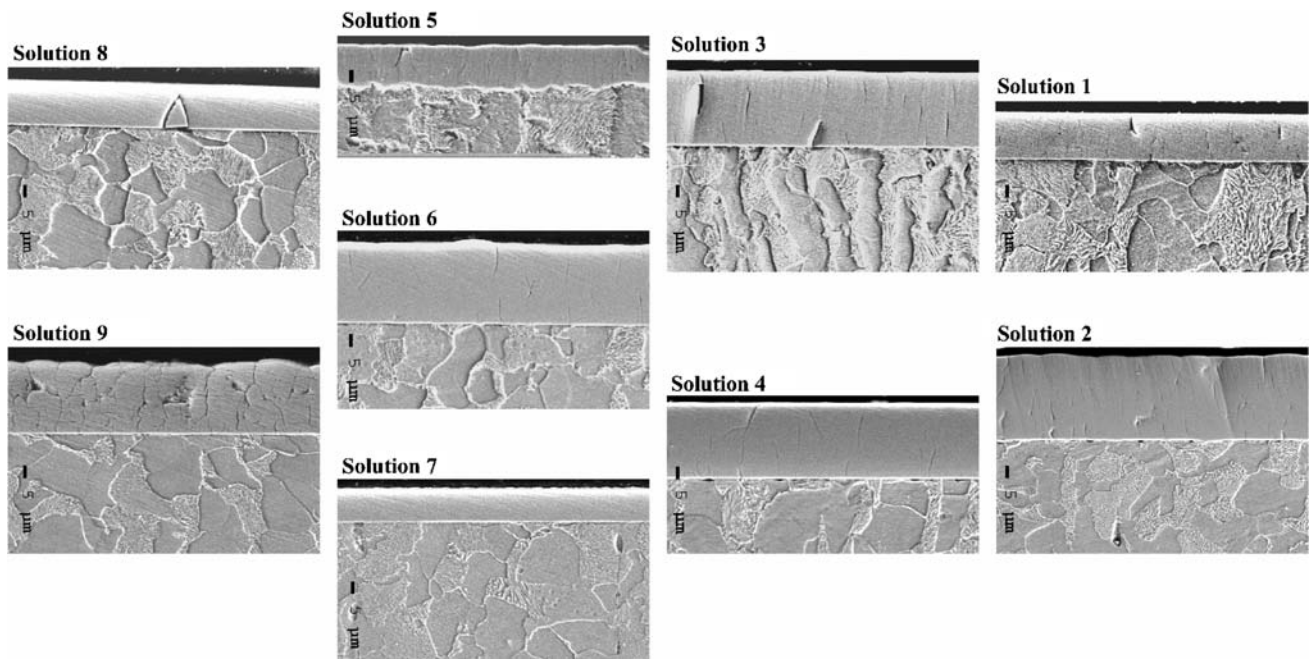 Solution 8
5 µm
Solution 5
5 µm
Solution 3
5 µm
Solution 1
5 µm
Solution 6
5 µm
Solution 9
5 µm
Solution 7
5 µm
Solution 4
5 µm
Solution 2
5 µm